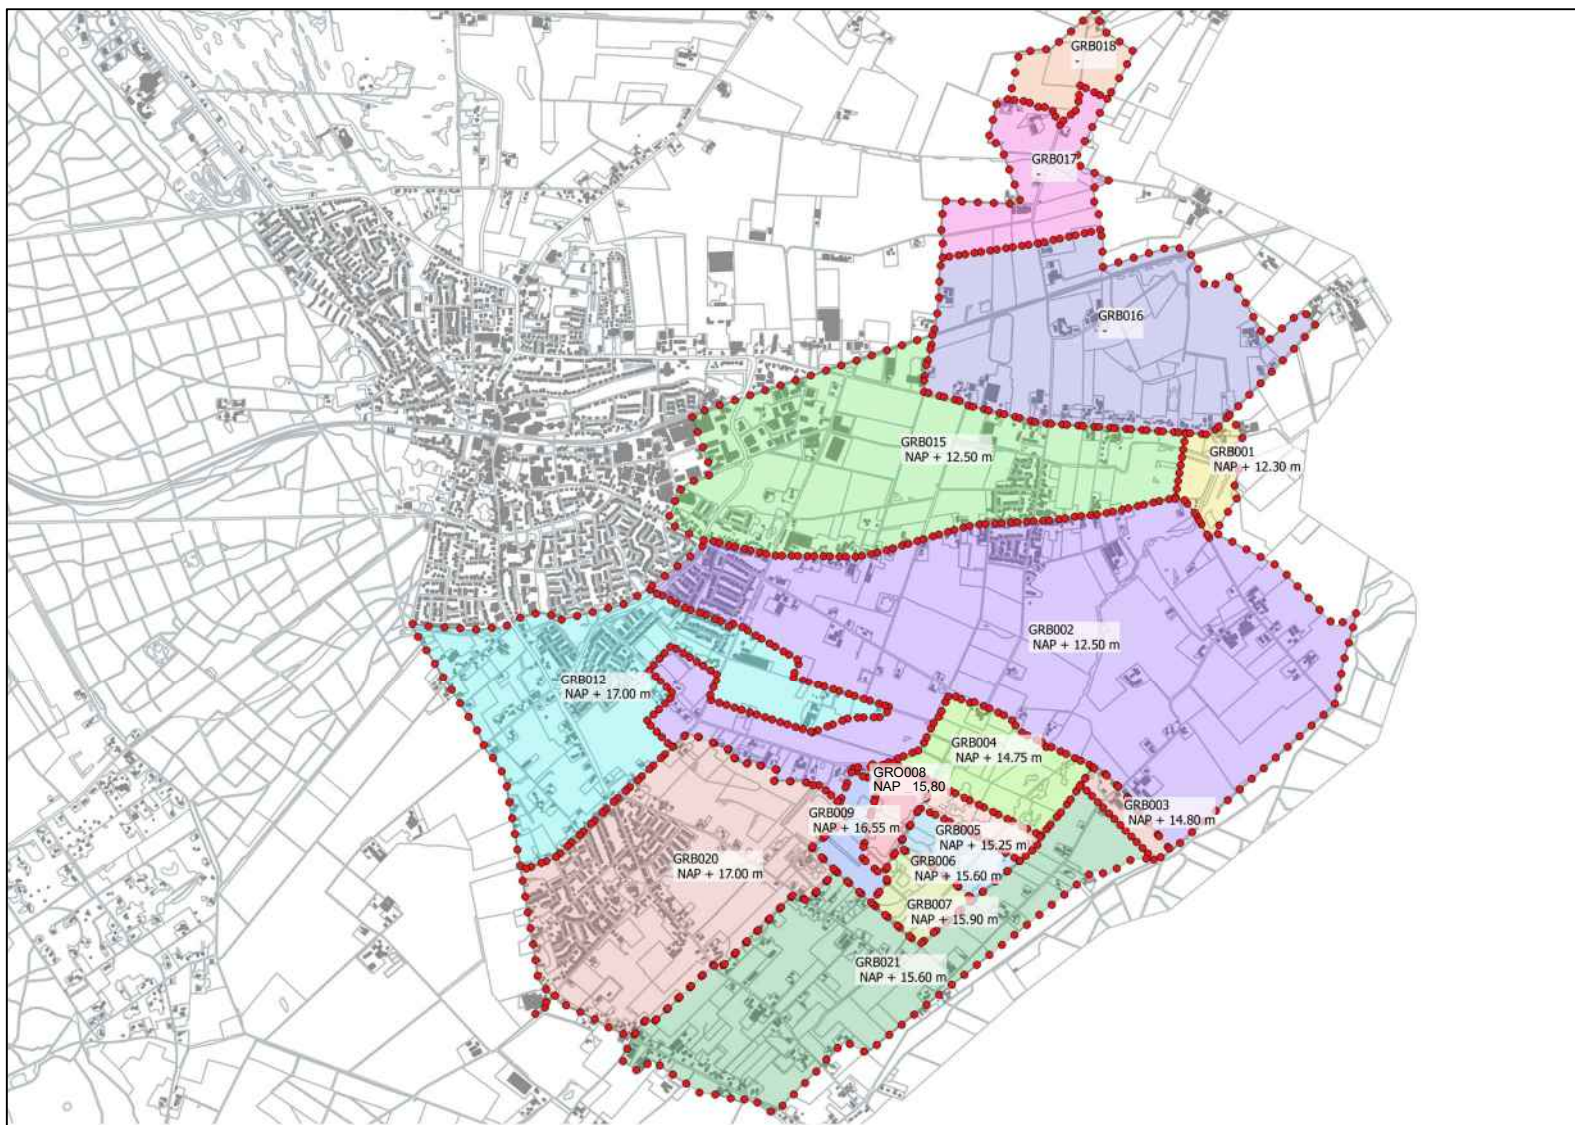 GRB018
-
GRB017
-
GRB016
-
GRB015
NAP + 12.50 m
GRB001
NAP + 12.30 m
GRB002
NAP + 12.50 m
GRB012
NAP + 17.00 m
GRB004
NAP + 14.75 m
GRO008
NAP 15,80
GRB003
NAP + 14.80 m
GRB009
NAP + 16.55 m
GRB005
NAP + 15.25 m
GRB006
NAP + 15.60 m
GRB020
NAP + 17.00 m
GRB007
NAP + 15.90 m
GRB021
NAP + 15.60 m